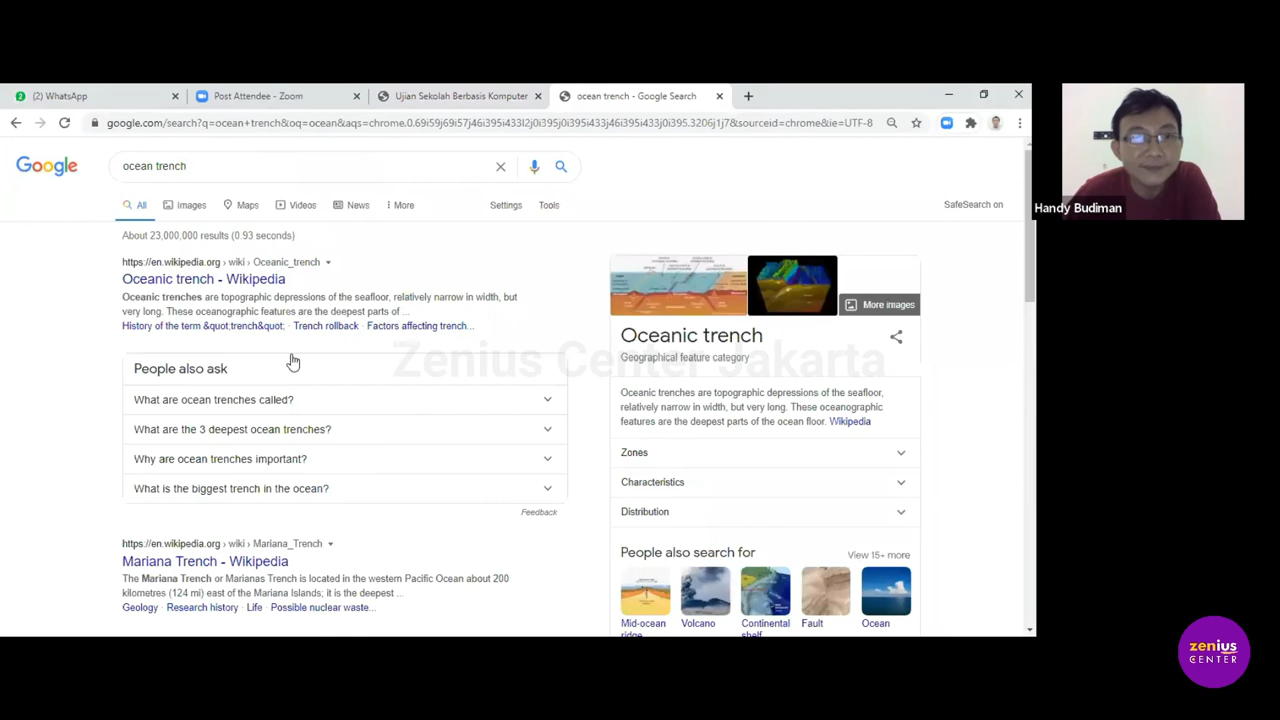 (2) WhatsApp
Post Attendee - Zoom
Ujian Sekolah Berbasis Komputer
ocean trench - Google Search
google.com/search?q=ocean+trench&oq=ocean&aqs=chrome.0.69i59j69i57j46i395i433l2j0i395j0i395i433j46i395i433j0i395.3206j1j7&sourceid=chrome&ie=UTF-8
Google
ocean trench
All
Images
Maps
Videos
News
More
Settings
Tools
SafeSearch on
About 23,000,000 results (0.93 seconds)
https://en.wikipedia.org › wiki › Oceanic_trench
Oceanic trench - Wikipedia
Oceanic trenches are topographic depressions of the seafloor, relatively narrow in width, but
very long. These oceanographic features are the deepest parts of ...
History of the term &quot;trench&quot; · Trench rollback · Factors affecting trench...
People also ask
What are ocean trenches called?
What are the 3 deepest ocean trenches?
Why are ocean trenches important?
What is the biggest trench in the ocean?
Feedback
https://en.wikipedia.org › wiki › Mariana_Trench
Mariana Trench - Wikipedia
The Mariana Trench or Marianas Trench is located in the western Pacific Ocean about 200
kilometres (124 mi) east of the Mariana Islands; it is the deepest ...
Geology · Research history · Life · Possible nuclear waste...
More images
Oceanic trench
Geographical feature category
Oceanic trenches are topographic depressions of the seafloor,
relatively narrow in width, but very long. These oceanographic
features are the deepest parts of the ocean floor. Wikipedia
Zones
Characteristics
Distribution
People also search for
View 15+ more
Mid-ocean
ridge
Volcano
Continental
shelf
Fault
Ocean
Zenius Center Jakarta
Handy Budiman
zenius
CENTER